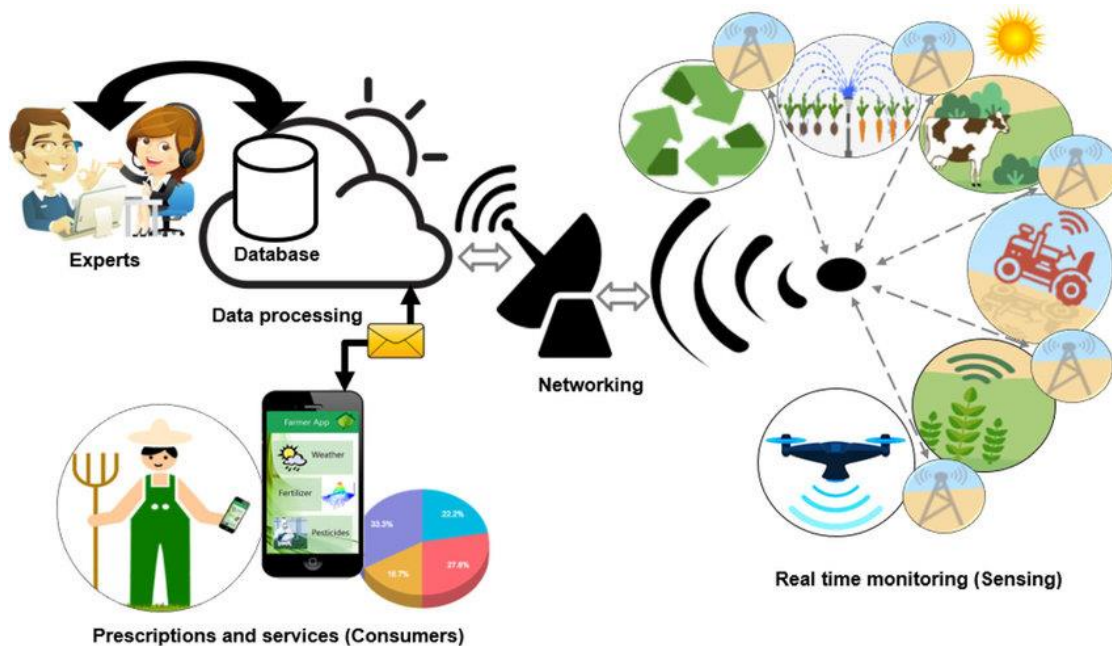 Experts
Database
Data processing
Networking
Farmer App
Weather
Fertilizer
Pesticides
33.3%
22.2%
16.7%
27.8%
Real time monitoring (Sensing)
Prescriptions and services (Consumers)